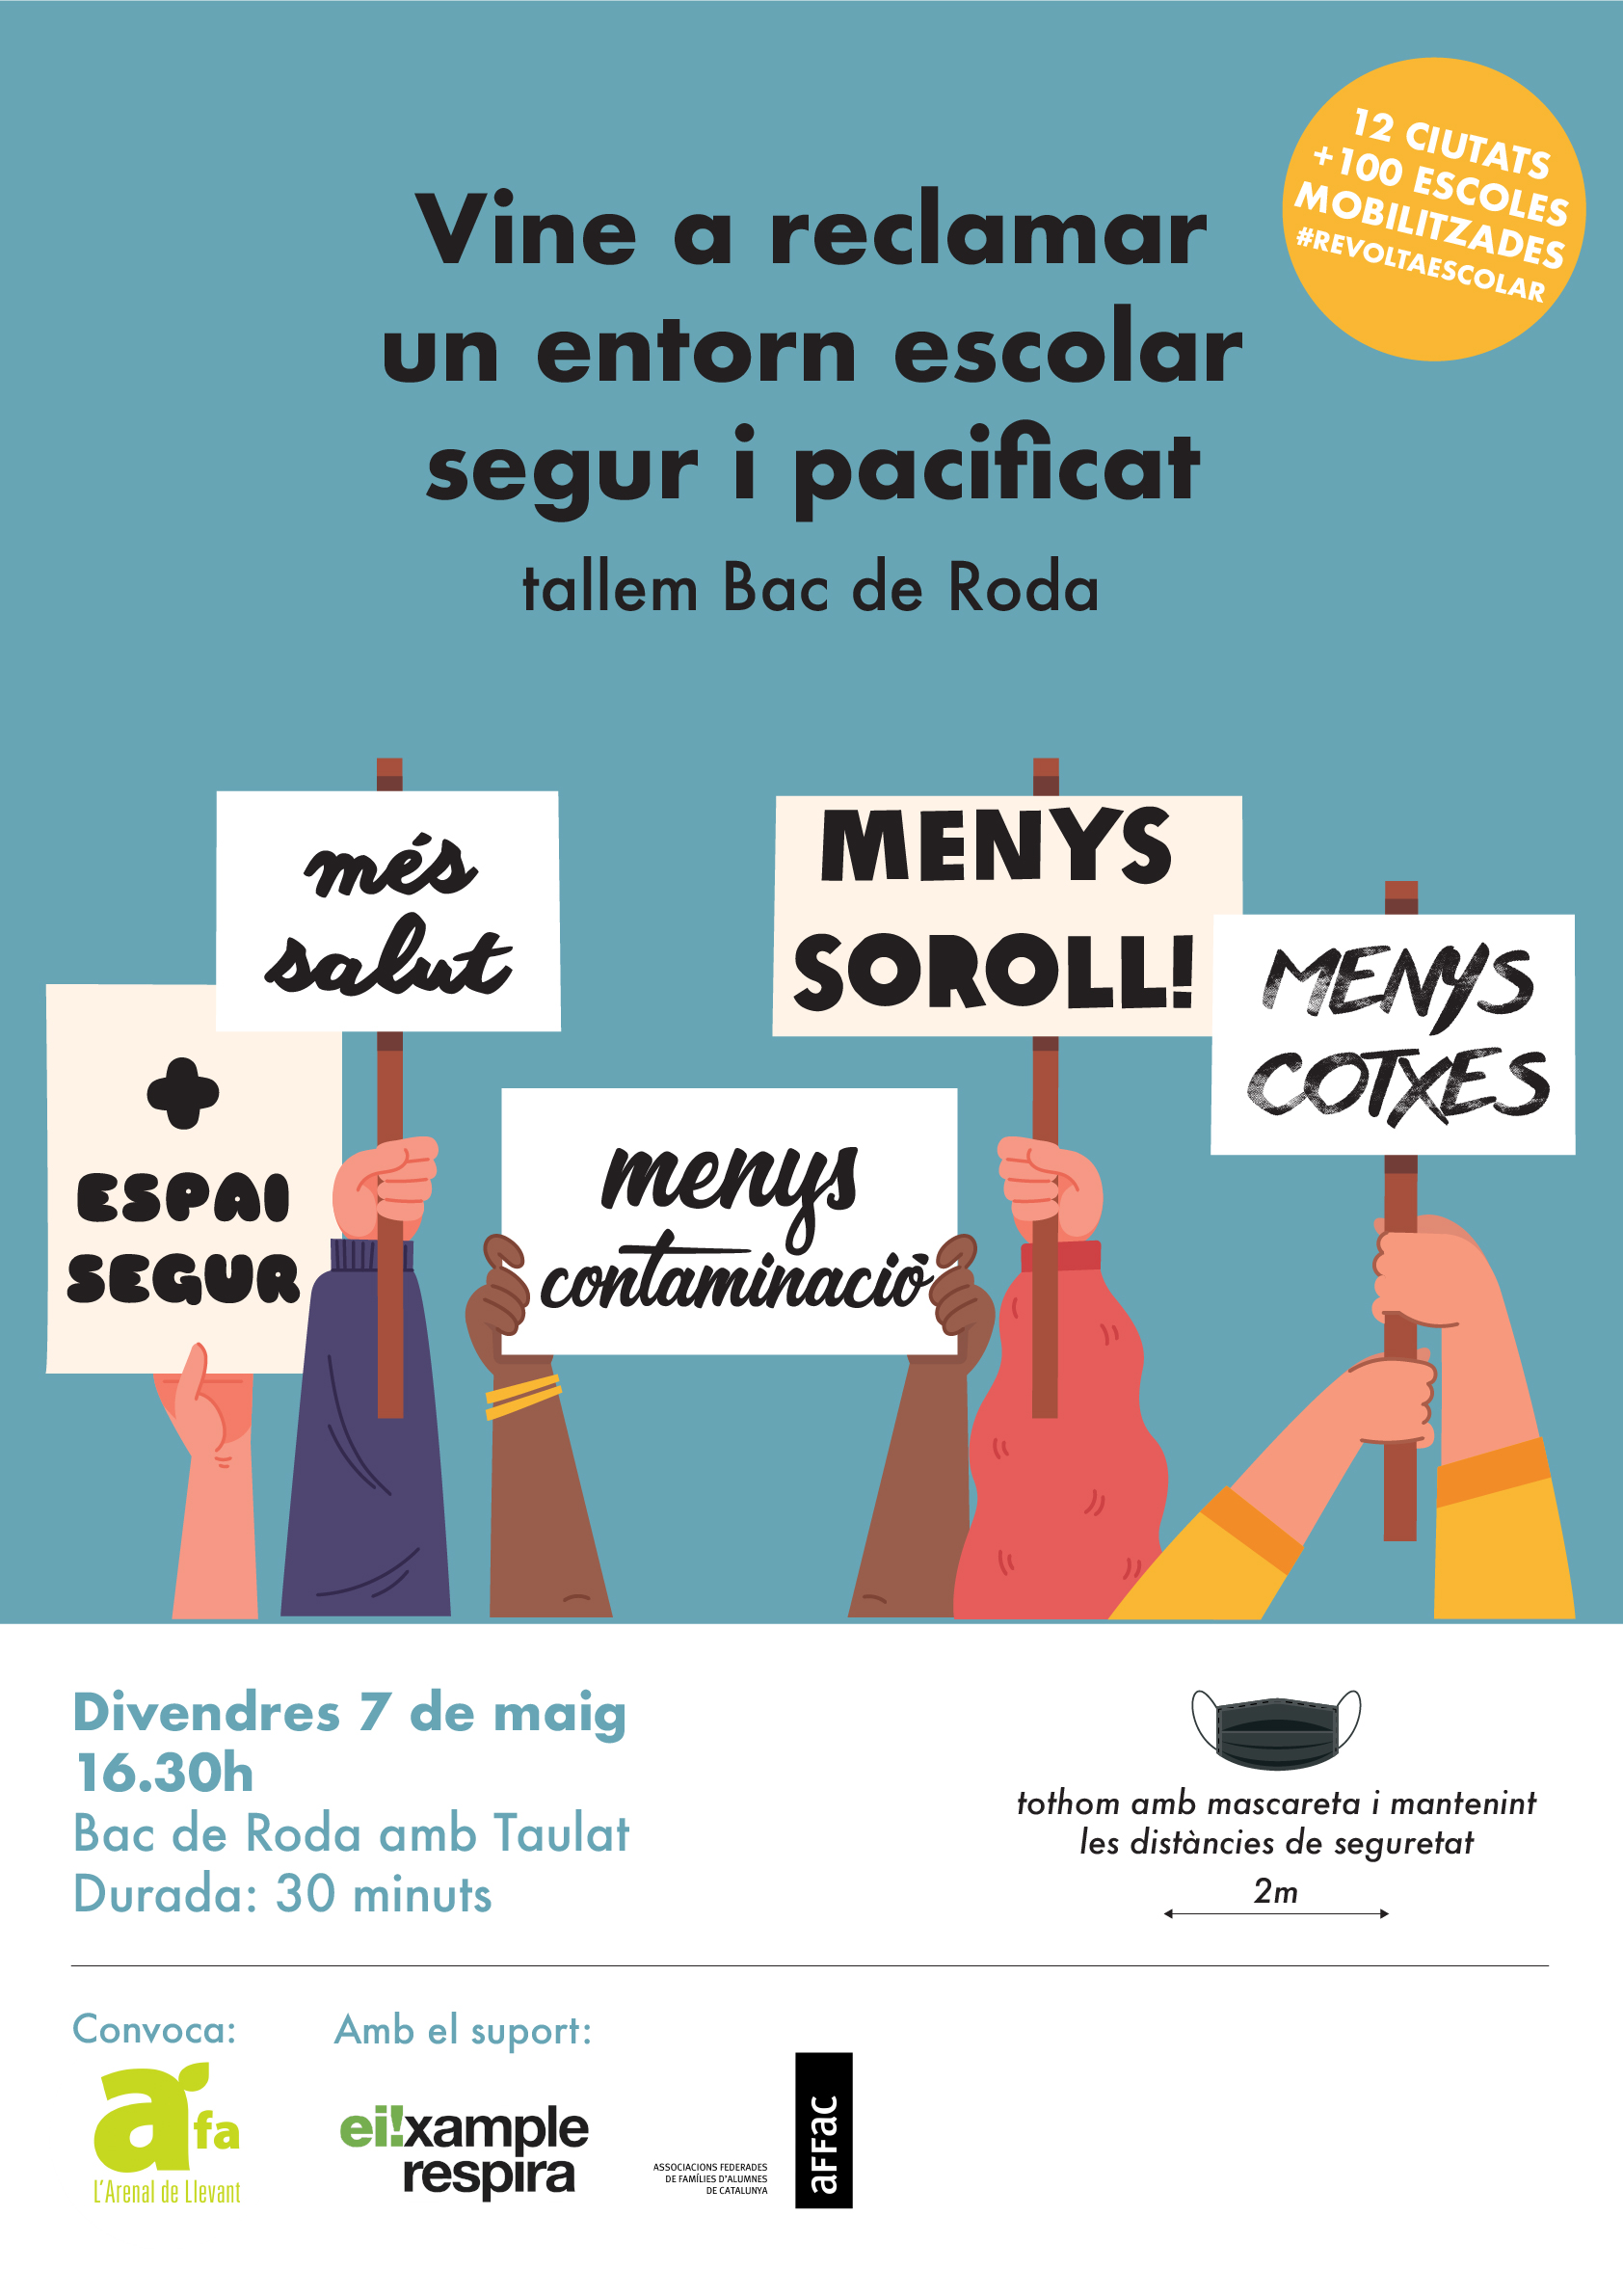 12 CIUTATS
+100 ESCOLES
MOBILITZADES
#REVOLTAESCOLAR
Vine a reclamar
un entorn escolar
segur i pacificat
tallem Bac de Roda
més
salut
MENYS
SOROLL!
MENYS
COTXES
+
ESPAI
SEGUR
menys
contaminació
Divendres 7 de maig
16.30h
Bac de Roda amb Taulat
Durada: 30 minuts
tothom amb mascareta i mantenint
les distàncies de seguretat
2m
Convoca:
Amb el suport:
afa
L'Arenal de Llevant
ei!xample
respira
ASSOCIACIONS FEDERADES
DE FAMÍLIES D'ALUMNES
DE CATALUNYA
aFFac